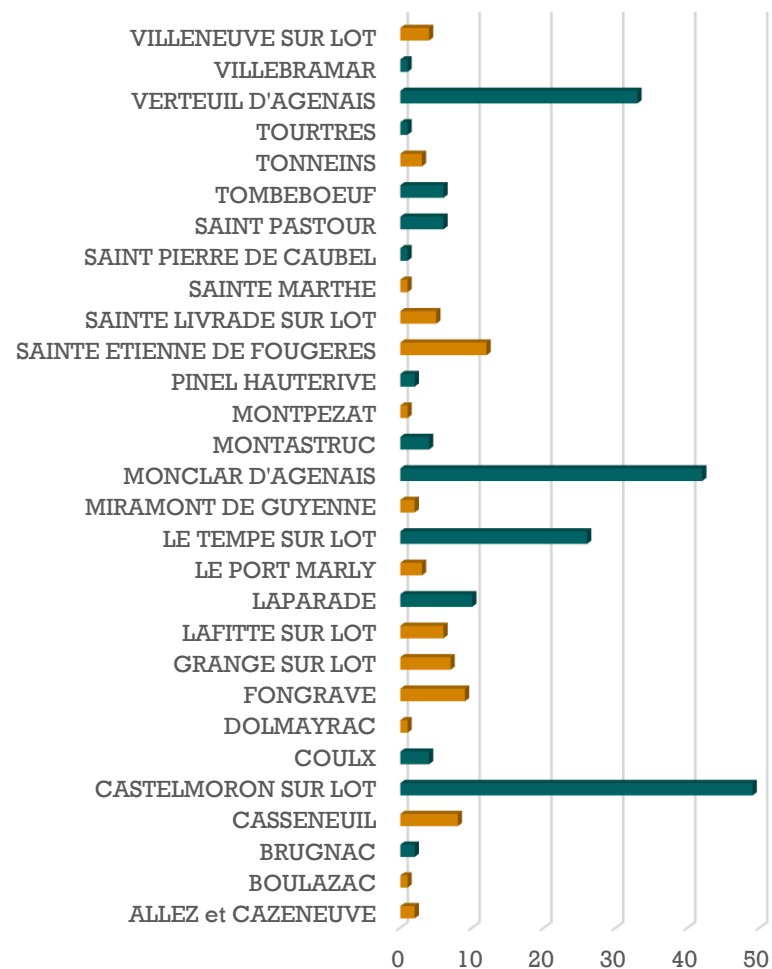 VILLENEUVE SUR LOT
VILLEBRAMAR
VERTEUIL D'AGENAIS
TOURTRES
TONNEINS
TOMBEBOEUF
SAINT PASTOUR
SAINT PIERRE DE CAUBEL
SAINTE MARTHE
SAINTE LIVRADE SUR LOT
SAINTE ETIENNE DE FOUGERES
PINEL HAUTERIVE
MONTPEZAT
MONTASTRUC
MONCLAR D'AGENAIS
MIRAMONT DE GUYENNE
LE TEMPE SUR LOT
LE PORT MARLY
LAPARADE
LAFITTE SUR LOT
GRANGE SUR LOT
FONGRAVE
DOLMAYRAC
COULX
CASTELMORON SUR LOT
CASSENEUIL
BRUGNAC
BOULAZAC
ALLEZ et CAZENEUVE
0 10 20 30 40 50